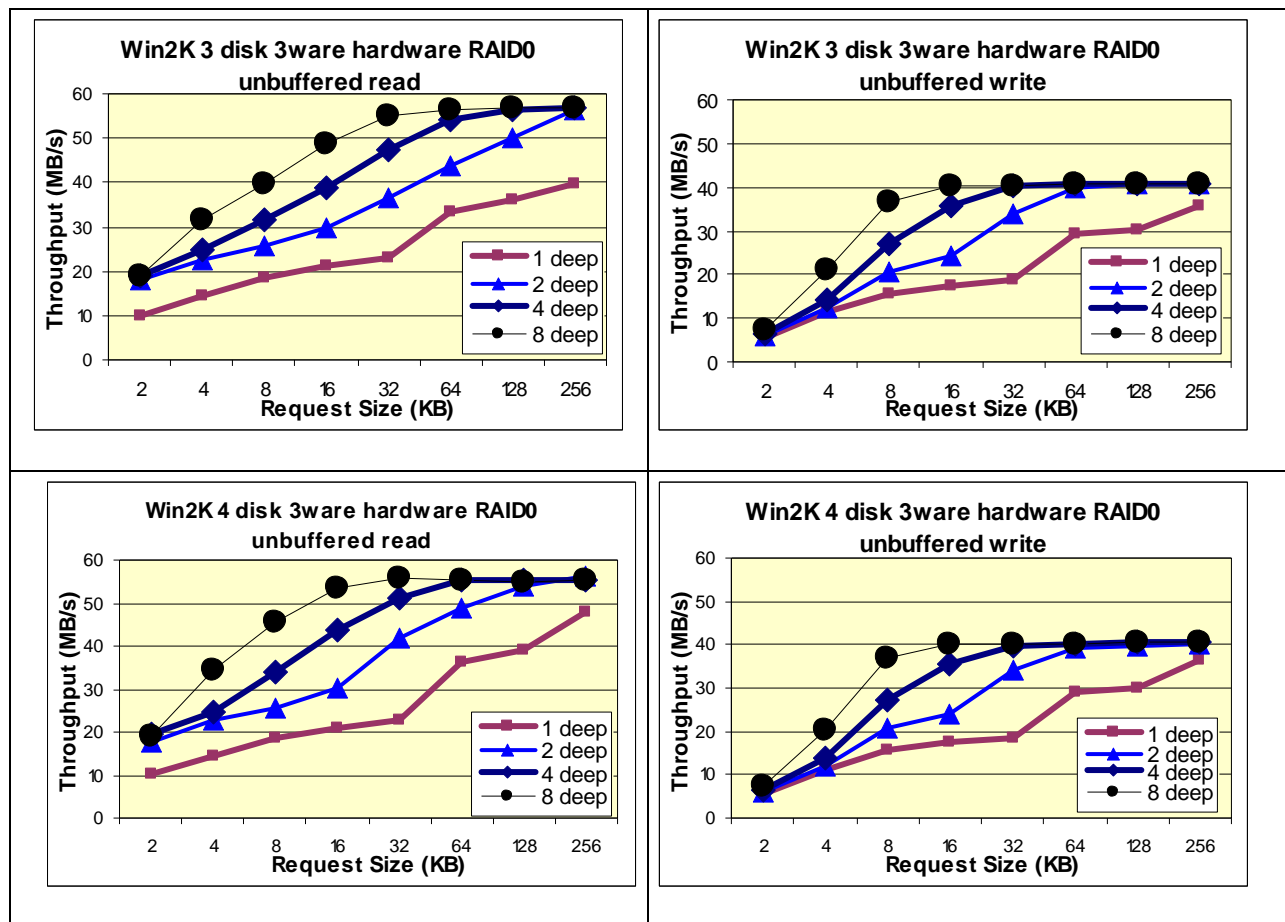 Win2K 3 disk 3ware hardware RAID0
unbuffered read
Throughput (MB/s)
60
50
40
30
20
10
0
1 deep
2 deep
4 deep
8 deep
2 4 8 16 32 64 128 256
Request Size (KB)
Win2K 3 disk 3ware hardware RAID0
unbuffered write
Throughput (MB/s)
60
50
40
30
20
10
0
1 deep
2 deep
4 deep
8 deep
2 4 8 16 32 64 128 256
Request Size (KB)
Win2K 4 disk 3ware hardware RAID0
unbuffered read
Throughput (MB/s)
60
50
40
30
20
10
0
1 deep
2 deep
4 deep
8 deep
2 4 8 16 32 64 128 256
Request Size (KB)
Win2K 4 disk 3ware hardware RAID0
unbuffered write
Throughput (MB/s)
60
50
40
30
20
10
0
1 deep
2 deep
4 deep
8 deep
2 4 8 16 32 64 128 256
Request Size (KB)